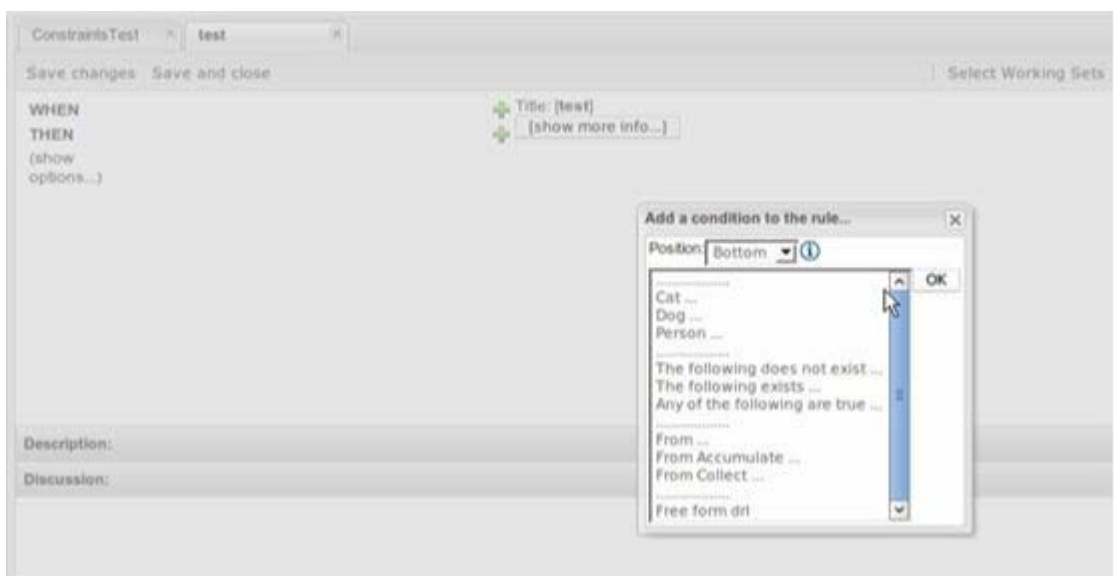 ConstraintsTest test
Save changes Save and close Select Working Sets
WHEN
THEN
(show
options...)
Title: [test]
[show more info...]
Add a condition to the rule...
Position: Bottom
OK
...................
Cat ...
Dog ...
Person ...
...................
The following does not exist ...
The following exists ...
Any of the following are true ...
...................
From ...
From Accumulate ...
From Collect ...
...................
Free form drl
Description:
Discussion: